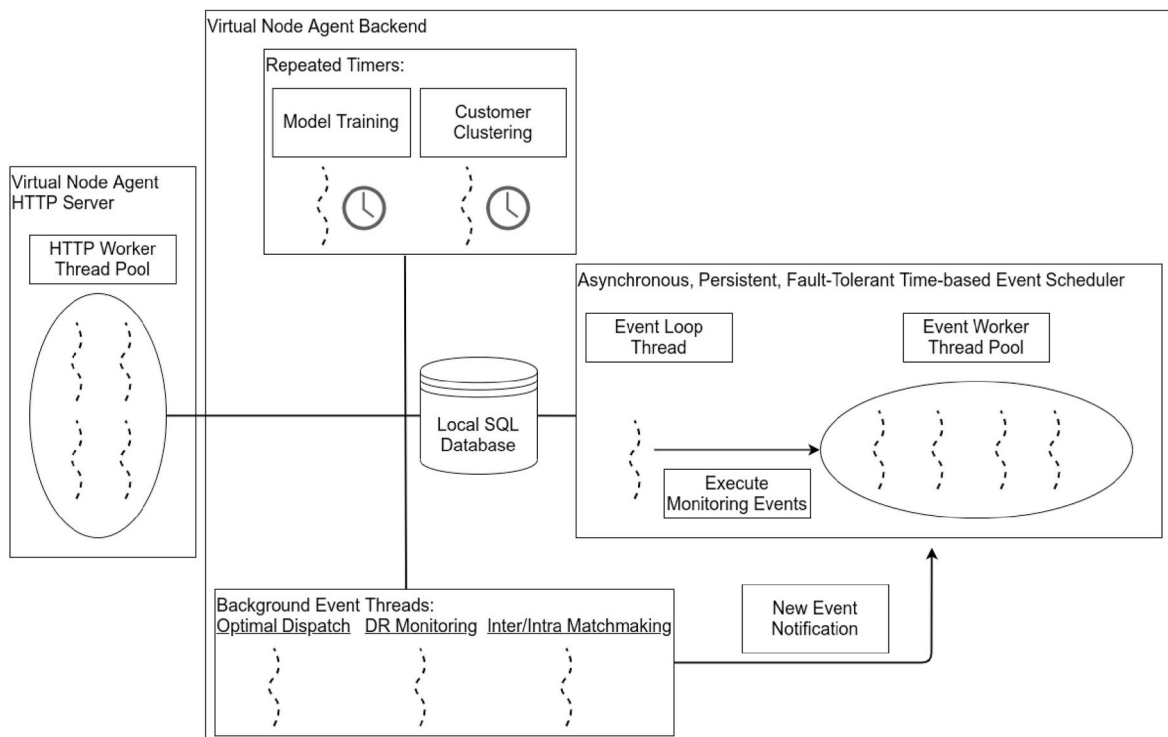 Virtual Node Agent Backend
Repeated Timers:
Model Training
Customer
Clustering
Virtual Node Agent
HTTP Server
HTTP Worker
Thread Pool
Asynchronous, Persistent, Fault-Tolerant Time-based Event Scheduler
Event Loop
Thread
Event Worker
Thread Pool
Local SQL
Database
Execute
Monitoring Events
Background Event Threads:
Optimal Dispatch DR Monitoring Inter/Intra Matchmaking
New Event
Notification